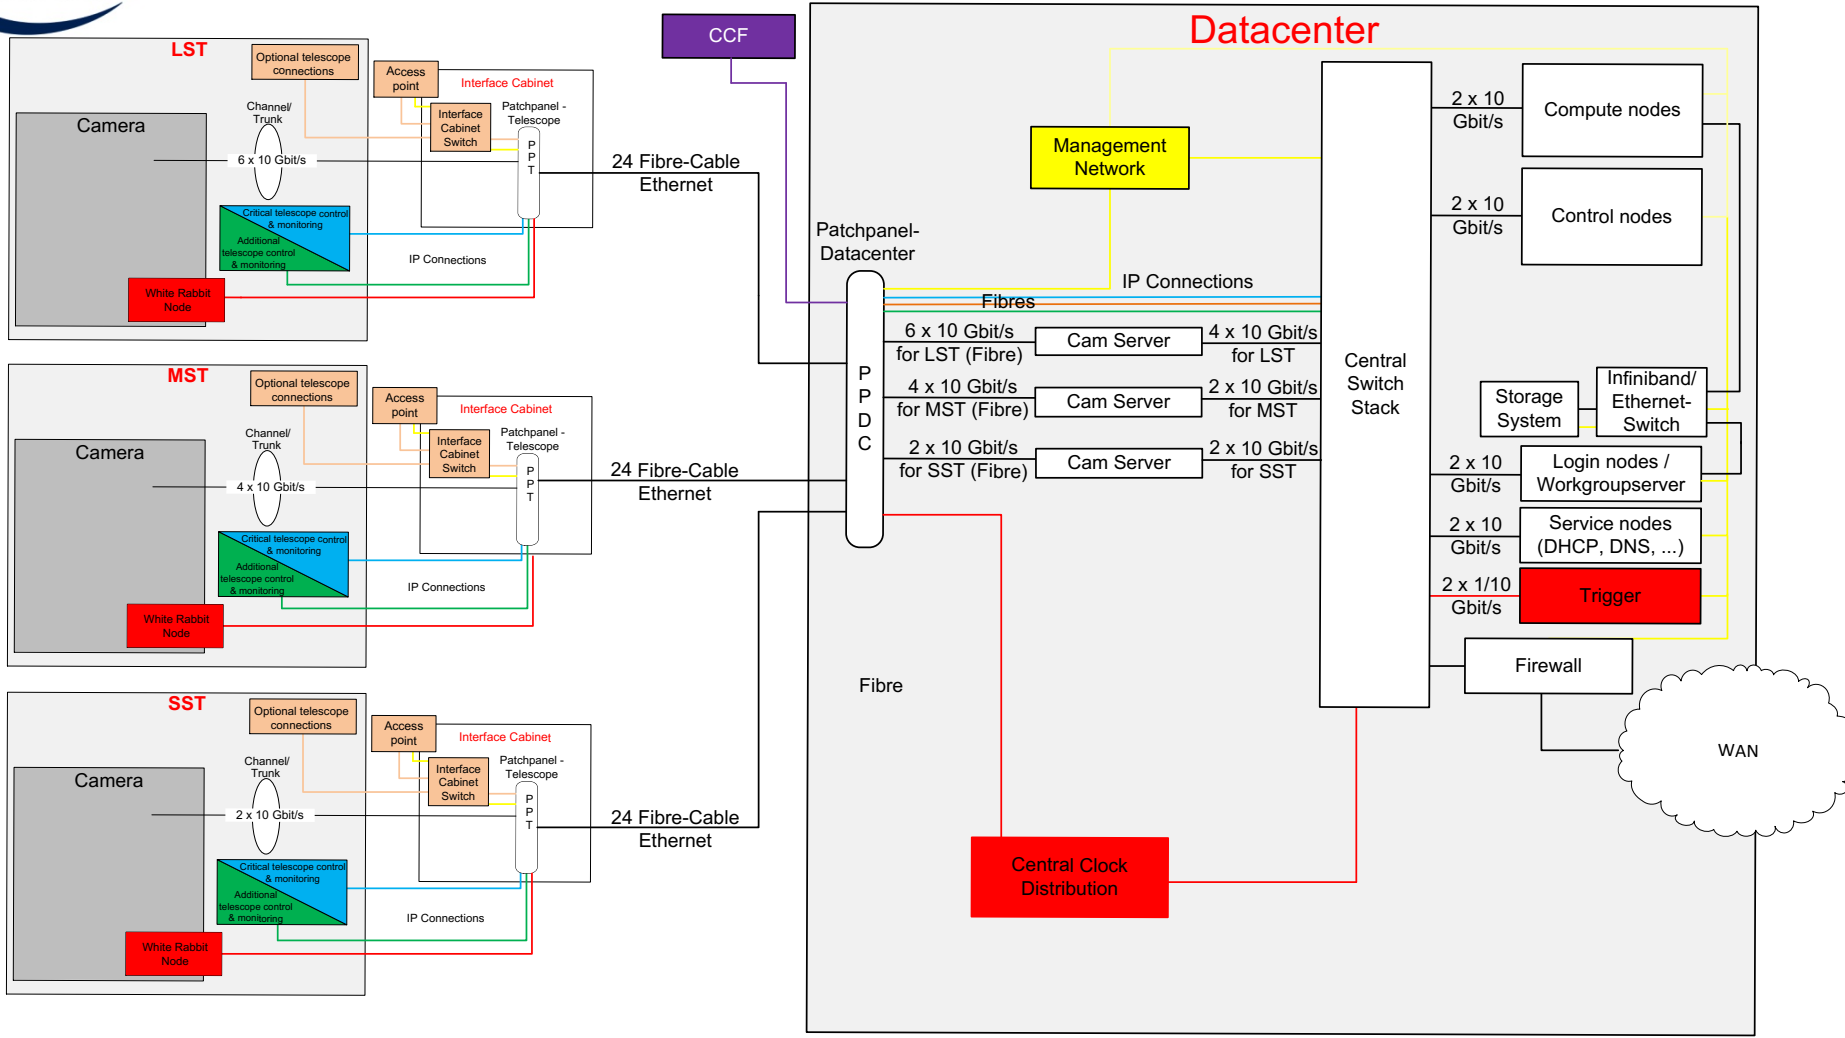 LST
Optional telescope
connections
Access
point
Interface Cabinet
Interface
Cabinet
Switch
Patchpanel -
Telescope
Camera
Channel/
Trunk
6 x 10 Gbit/s
P
P
T
Critical telescope control
& monitoring
Additional
telescope control
& monitoring
IP Connections
White Rabbit
Node
24 Fibre-Cable
Ethernet
MST
Optional telescope
connections
Access
point
Interface Cabinet
Interface
Cabinet
Switch
Patchpanel -
Telescope
Camera
Channel/
Trunk
4 x 10 Gbit/s
P
P
T
Critical telescope control
& monitoring
Additional
telescope control
& monitoring
IP Connections
White Rabbit
Node
24 Fibre-Cable
Ethernet
SST
Optional telescope
connections
Access
point
Interface Cabinet
Interface
Cabinet
Switch
Patchpanel -
Telescope
Camera
Channel/
Trunk
2 x 10 Gbit/s
P
P
T
Critical telescope control
& monitoring
Additional
telescope control
& monitoring
IP Connections
White Rabbit
Node
24 Fibre-Cable
Ethernet
CCF
Datacenter
Management
Network
Patchpanel-
Datacenter
P
P
D
C
IP Connections
Fibres
6 x 10 Gbit/s
for LST (Fibre)
Cam Server
4 x 10 Gbit/s
for LST
4 x 10 Gbit/s
for MST (Fibre)
Cam Server
2 x 10 Gbit/s
for MST
2 x 10 Gbit/s
for SST (Fibre)
Cam Server
2 x 10 Gbit/s
for SST
Fibre
Central Clock
Distribution
Central
Switch
Stack
2 x 10
Gbit/s
Compute nodes
2 x 10
Gbit/s
Control nodes
Storage
System
Infiniband/
Ethernet-
Switch
2 x 10
Gbit/s
Login nodes /
Workgroupserver
2 x 10
Gbit/s
Service nodes
(DHCP, DNS, ...)
2 x 1/10
Gbit/s
Trigger
Firewall
WAN